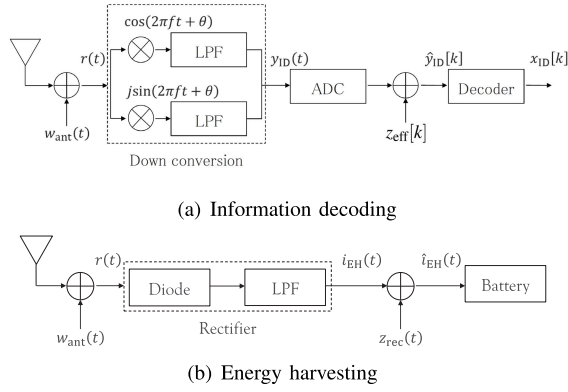 cos(2πft + θ)
r(t)
LPF
jsin(2πft + θ)
y_ID(t)
ŷ_ID[k]
x_ID[k]
LPF
ADC
Decoder
w_ant(t)
z_eff[k]
Down conversion
(a) Information decoding
r(t)
i_EH(t)
î_EH(t)
Diode
LPF
Battery
Rectifier
w_ant(t)
z_rec(t)
(b) Energy harvesting